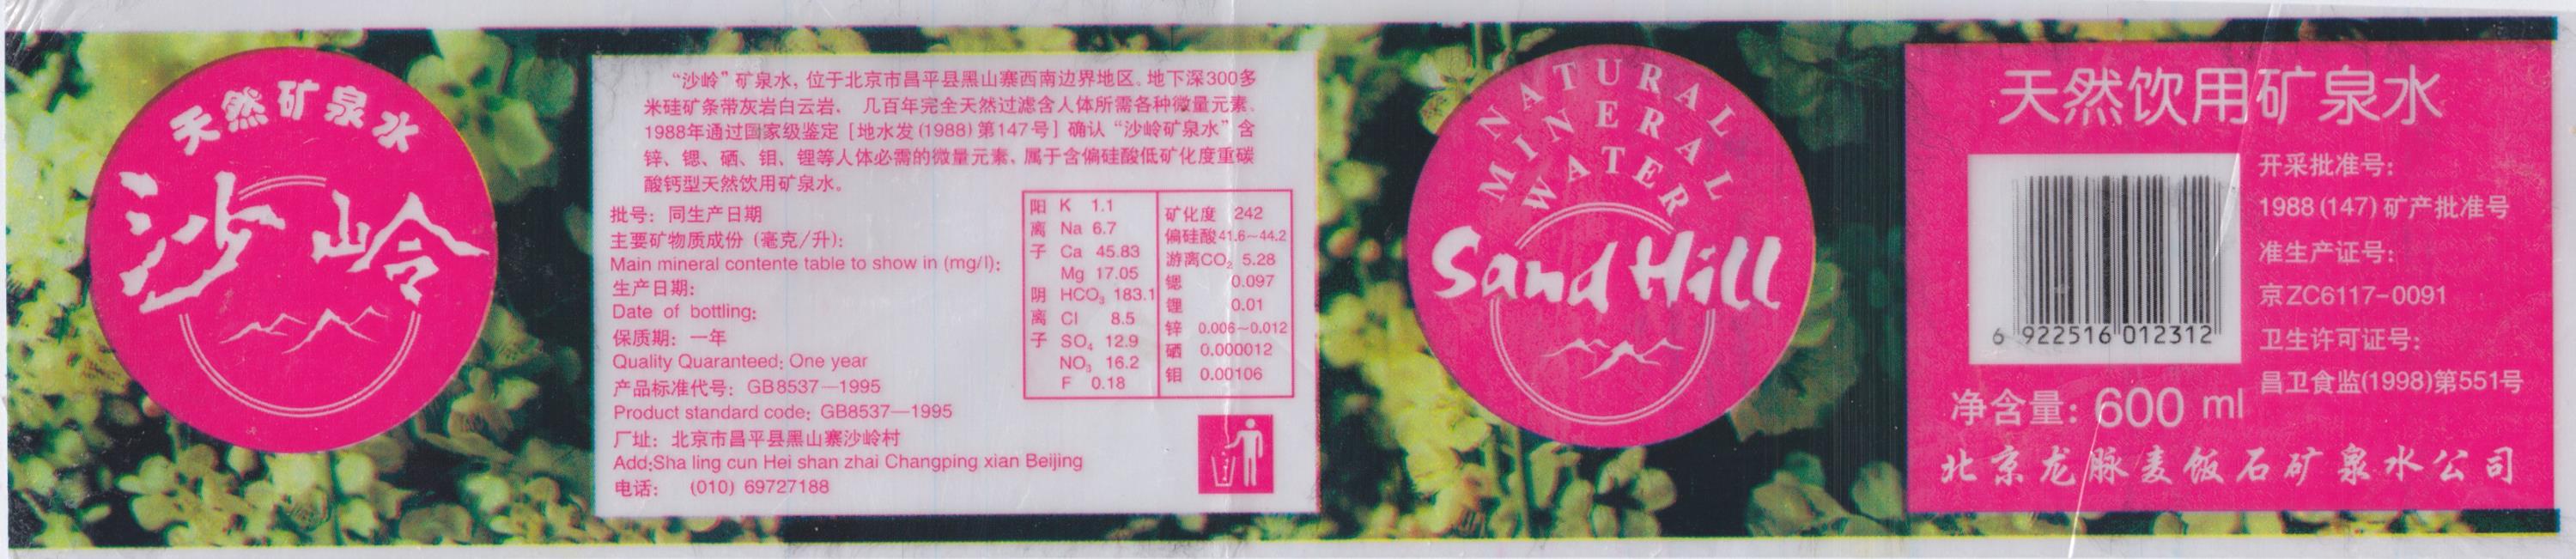 天然矿泉水
沙岭
“沙岭”矿泉水，位于北京市昌平县黑山寨西南边界地区、地下深300多
米硅矿条带灰岩白云岩、几百年完全天然过滤含人体所需各种微量元素、
1988年通过国家级鉴定［地水发(1988)第147号］确认“沙岭矿泉水”含
锌、锶、硒、钼、锂等人体必需的微量元素，属于含偏硅酸低矿化度重碳
酸钙型天然饮用矿泉水。
批号：同生产日期
主要矿物质成份（毫克／升）：
Main mineral contente table to show in (mg/l):
生产日期：
Date of bottling:
保质期：一年
Quality Quaranteed: One year
产品标准代号：GB8537—1995
Product standard code: GB8537—1995
厂址：北京市昌平县黑山寨沙岭村
Add:Sha ling cun Hei shan zhai Changping xian Beijing
电话：(010) 69727188
阳离子
K 1.1
Na 6.7
Ca 45.83
Mg 17.05
阴离子
HCO₃ 183.1
Cl 8.5
SO₄ 12.9
NO₃ 16.2
F 0.18
矿化度 242
偏硅酸 41.6~44.2
游离CO₂ 5.28
锶 0.097
锂 0.01
锌 0.006~0.012
硒 0.000012
钼 0.00106
NATURAL
MINERAL
WATER
Sand Hill
天然饮用矿泉水
开采批准号：
1988(147)矿产批准号
准生产证号：
京ZC6117-0091
卫生许可证号：
昌卫食监(1998)第551号
6 922516 012312
净含量：600 ml
北京龙脉麦饭石矿泉水公司